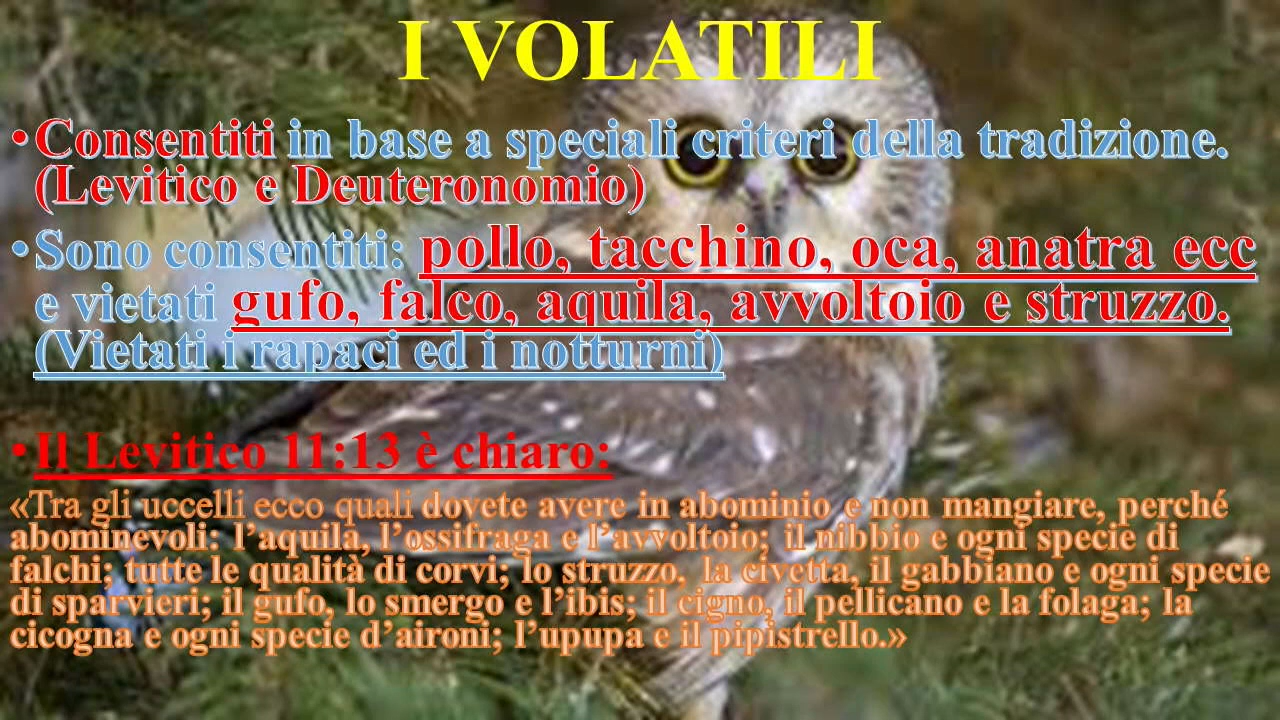 I VOLATILI
•Consentiti in base a speciali criteri della tradizione.
(Levitico e Deuteronomio)
•Sono consentiti: pollo, tacchino, oca, anatra ecc
e vietati gufo, falco, aquila, avvoltoio e struzzo.
(Vietati i rapaci ed i notturni)
•Il Levitico 11:13 è chiaro:
«Tra gli uccelli ecco quali dovete avere in abominio e non mangiare, perché
abominevoli: l’aquila, l’ossifraga e l’avvoltoio; il nibbio e ogni specie di
falchi; tutte le qualità di corvi; lo struzzo, la civetta, il gabbiano e ogni specie
di sparvieri; il gufo, lo smergo e l’ibis; il cigno, il pellicano e la folaga; la
cicogna e ogni specie d’aironi; l’upupa e il pipistrello.»